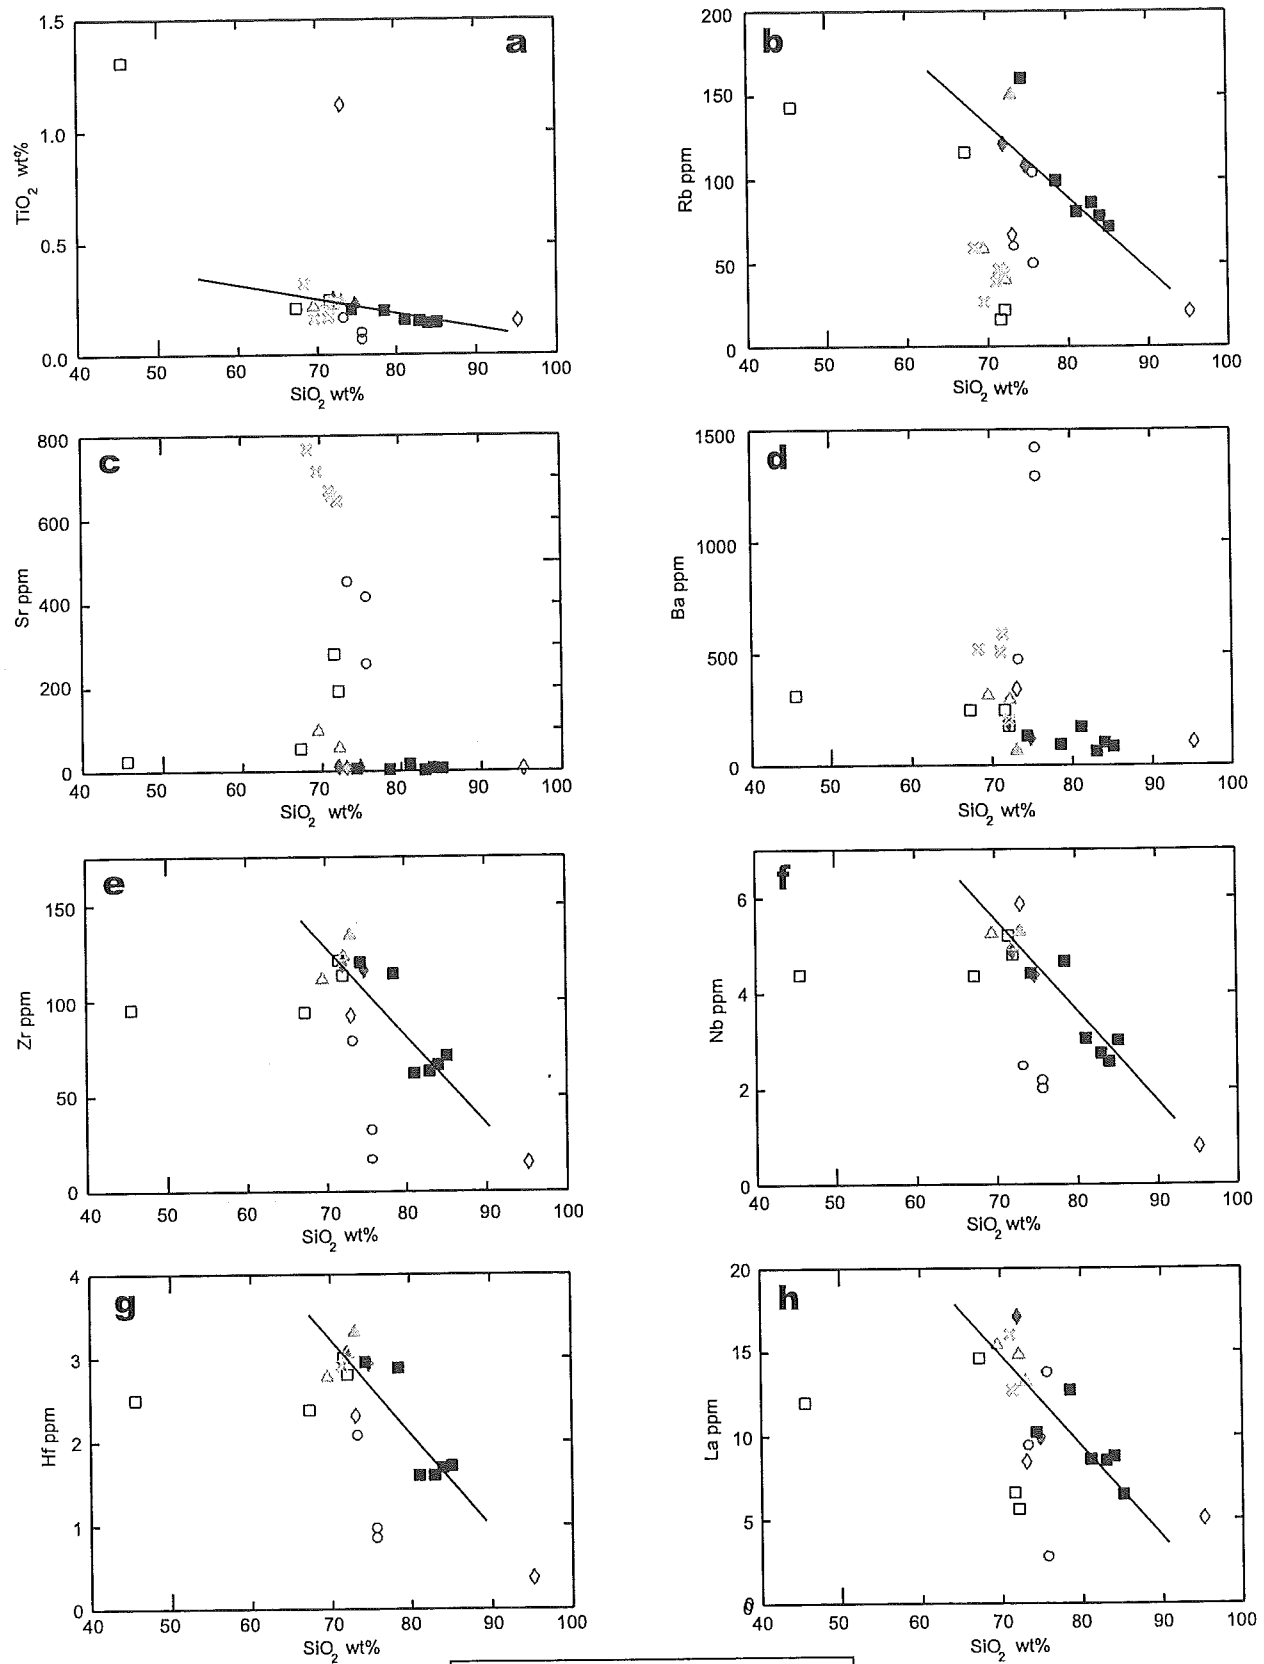 a
TiO2 wt%
1.5
1.0
0.5
0.0
40 50 60 70 80 90 100
SiO2 wt%
b
Rb ppm
200
150
100
50
0
40 50 60 70 80 90 100
SiO2 wt%
c
Sr ppm
800
600
400
200
0
40 50 60 70 80 90 100
SiO2 wt%
d
Ba ppm
1500
1000
500
0
40 50 60 70 80 90 100
SiO2 wt%
e
Zr ppm
150
100
50
0
40 50 60 70 80 90 100
SiO2 wt%
f
Nb ppm
6
4
2
0
40 50 60 70 80 90 100
SiO2 wt%
g
Hf ppm
4
3
2
1
0
40 50 60 70 80 90 100
SiO2 wt%
h
La ppm
20
15
10
5
0
40 50 60 70 80 90 100
SiO2 wt%